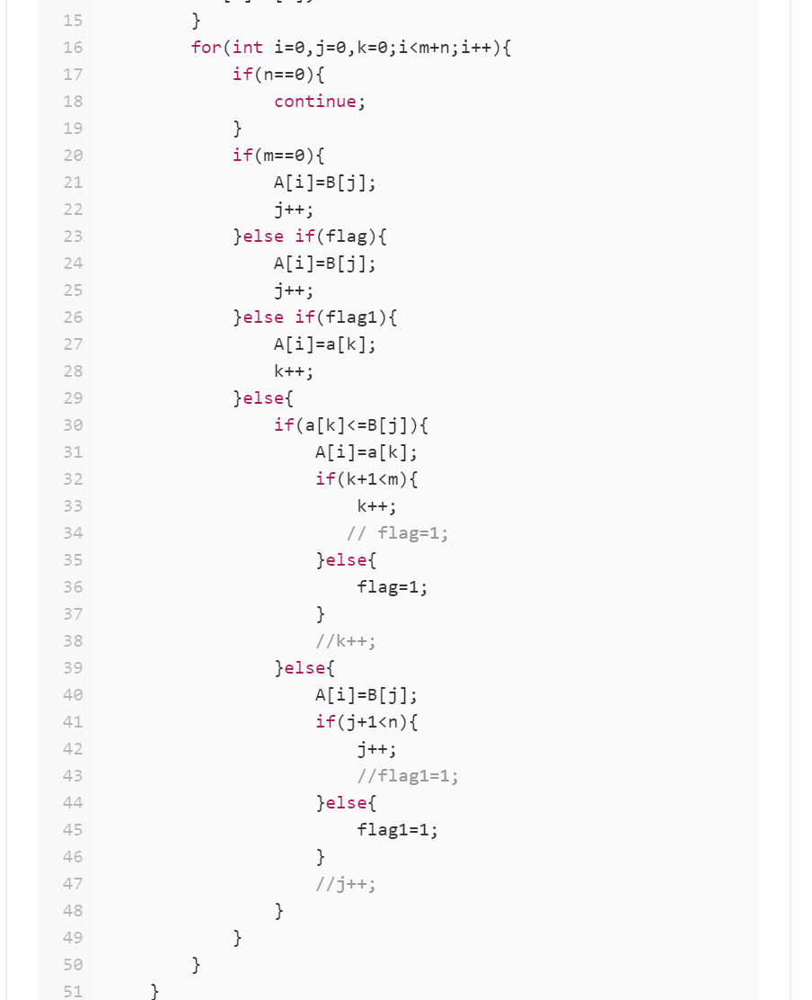 15 }
16 for(int i=0,j=0,k=0;i<m+n;i++){
17 if(n==0){
18 continue;
19 }
20 if(m==0){
21 A[i]=B[j];
22 j++;
23 }else if(flag){
24 A[i]=B[j];
25 j++;
26 }else if(flag1){
27 A[i]=a[k];
28 k++;
29 }else{
30 if(a[k]<=B[j]){
31 A[i]=a[k];
32 if(k+1<m){
33 k++;
34 // flag=1;
35 }else{
36 flag=1;
37 }
38 //k++;
39 }else{
40 A[i]=B[j];
41 if(j+1<n){
42 j++;
43 //flag1=1;
44 }else{
45 flag1=1;
46 }
47 //j++;
48 }
49 }
50 }
51 }